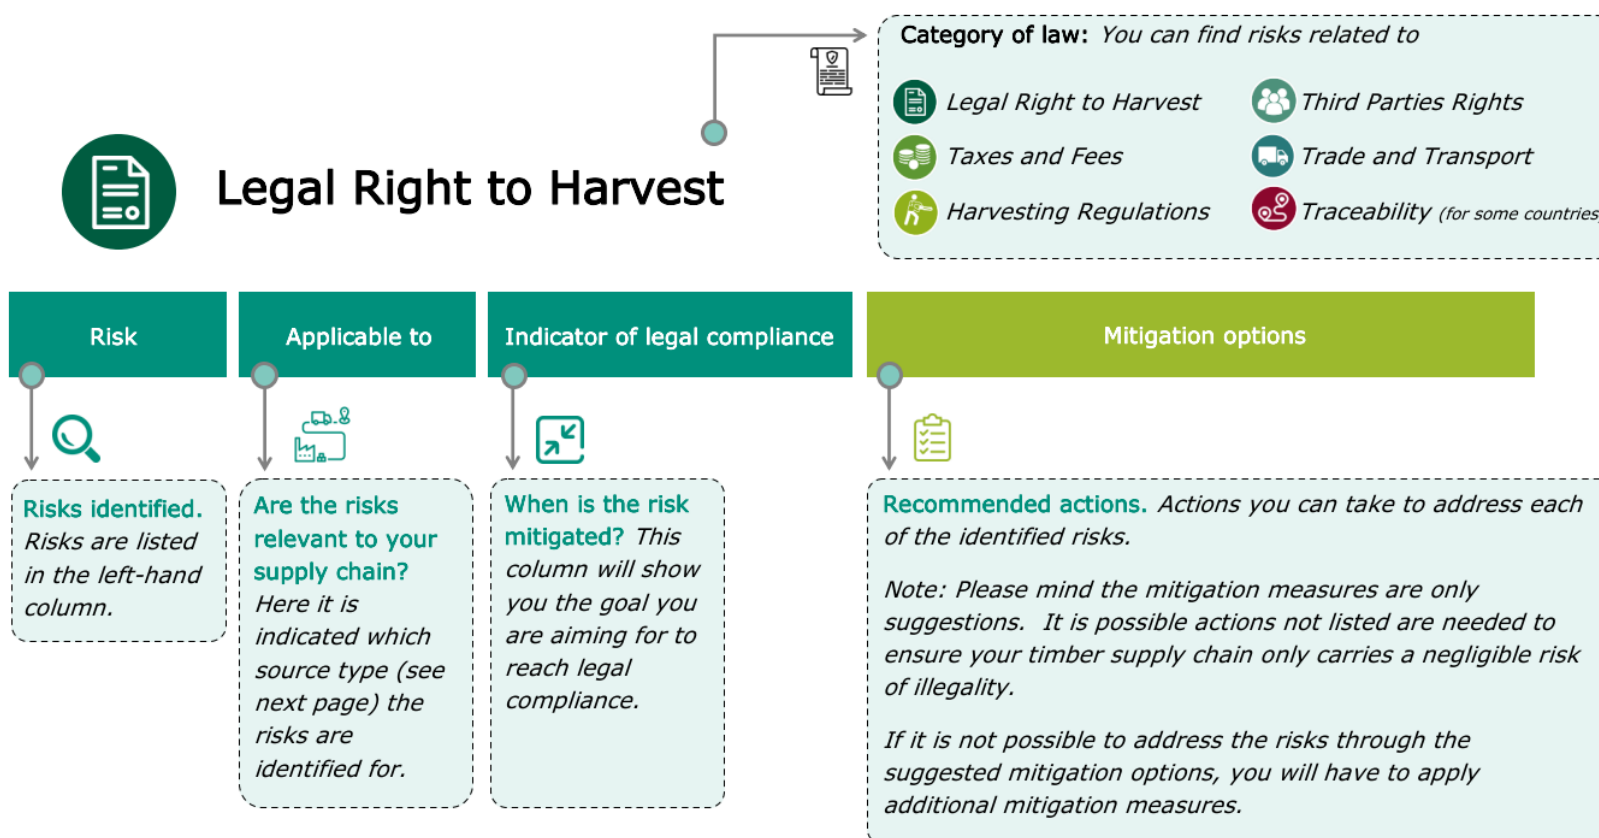 Category of law: You can find risks related to
Legal Right to Harvest
Third Parties Rights
Taxes and Fees
Trade and Transport
Harvesting Regulations
Traceability (for some countries)
Legal Right to Harvest
Risk
Applicable to
Indicator of legal compliance
Mitigation options
Risks identified.
Risks are listed
in the left-hand
column.
Are the risks
relevant to your
supply chain?
Here it is
indicated which
source type (see
next page) the
risks are
identified for.
When is the risk
mitigated? This
column will show
you the goal you
are aiming for to
reach legal
compliance.
Recommended actions. Actions you can take to address each
of the identified risks.
Note: Please mind the mitigation measures are only
suggestions.  It is possible actions not listed are needed to
ensure your timber supply chain only carries a negligible risk
of illegality.
If it is not possible to address the risks through the
suggested mitigation options, you will have to apply
additional mitigation measures.